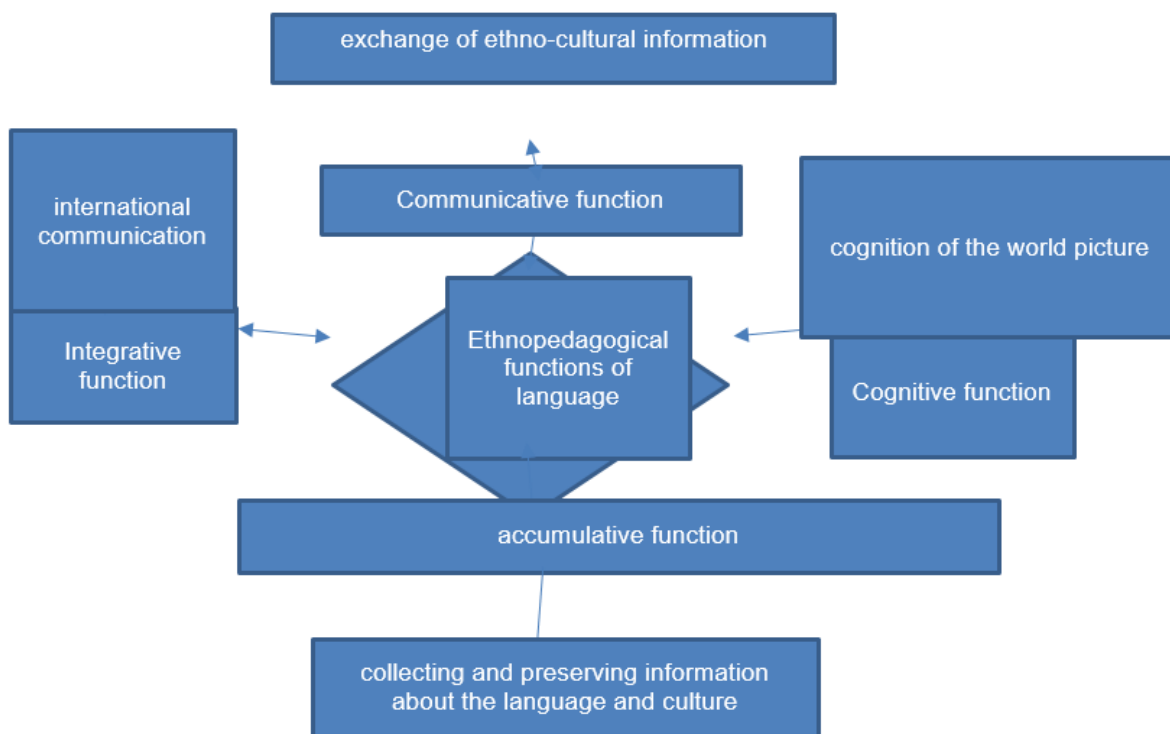 exchange of ethno-cultural information
international
communication
Communicative function
cognition of the world picture
Integrative
function
Ethnopedagogical
functions of
language
Cognitive function
accumulative function
collecting and preserving information
about the language and culture